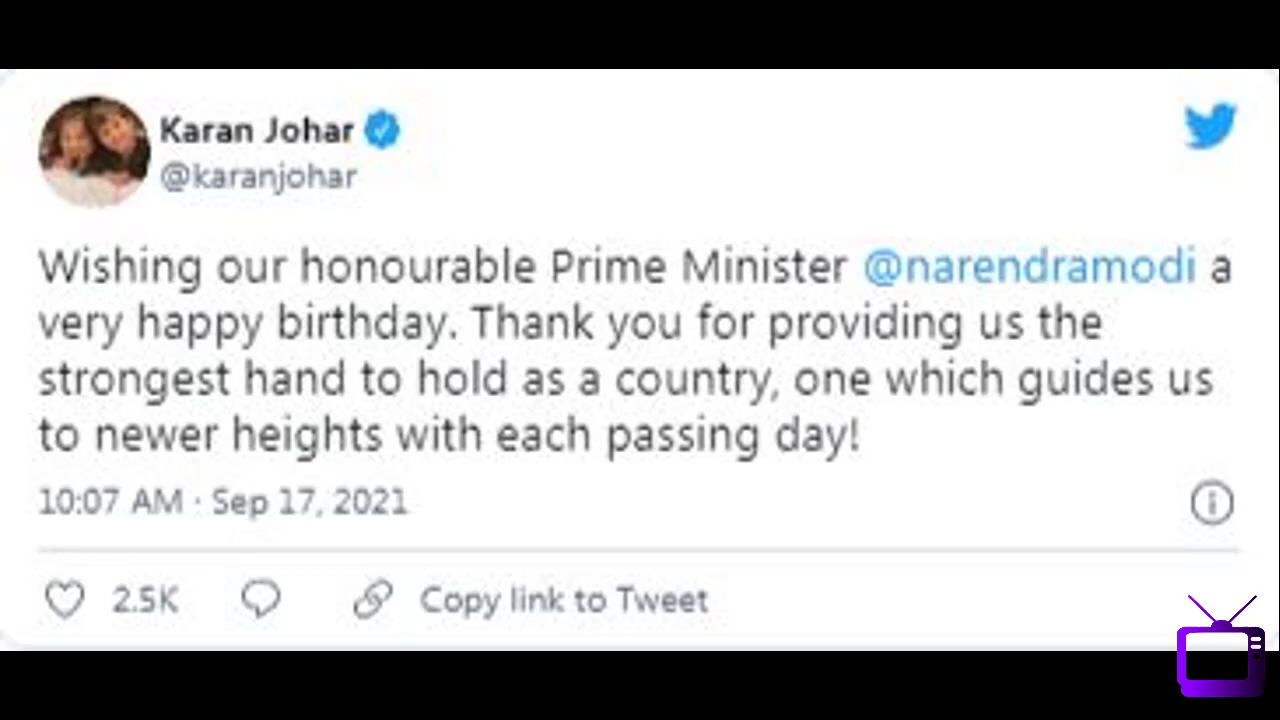 Karan Johar
@karanjohar
Wishing our honourable Prime Minister @narendramodi a
very happy birthday. Thank you for providing us the
strongest hand to hold as a country, one which guides us
to newer heights with each passing day!
10:07 AM · Sep 17, 2021
2.5K Copy link to Tweet